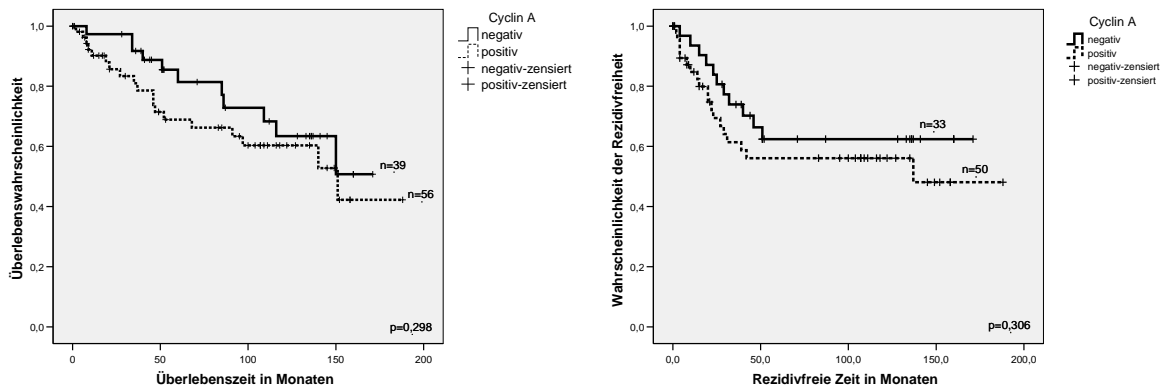 Cyclin A
negativ
positiv
negativ-zensiert
positiv-zensiert
Überlebenswahrscheinlichkeit
1,0
0,8
0,6
0,4
0,2
0,0
n=39
n=56
p=0,298
0
50
100
150
200
Überlebenszeit in Monaten
Cyclin A
negativ
positiv
negativ-zensiert
positiv-zensiert
Wahrscheinlichkeit der Rezidivfreiheit
1,0
0,8
0,6
0,4
0,2
0,0
n=33
n=50
p=0,306
0,0
50,0
100,0
150,0
200,0
Rezidivfreie Zeit in Monaten